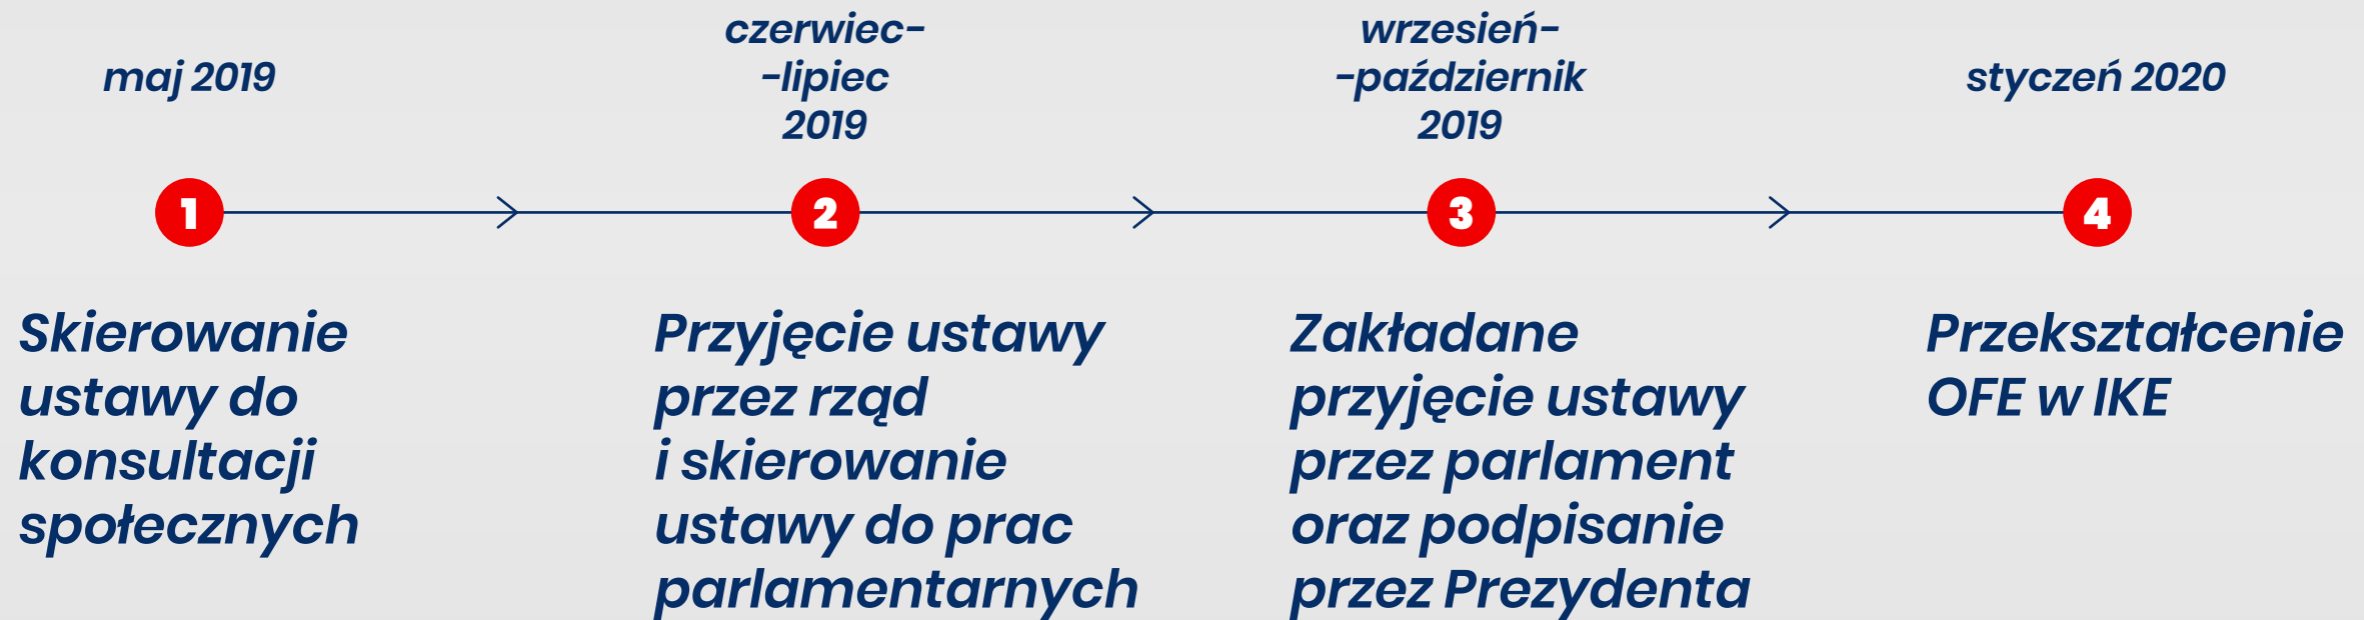 maj 2019
czerwiec-
-lipiec
2019
wrzesień-
-październik
2019
styczeń 2020
1
2
3
4
Skierowanie
ustawy do
konsultacji
społecznych
Przyjęcie ustawy
przez rząd
i skierowanie
ustawy do prac
parlamentarnych
Zakładane
przyjęcie ustawy
przez parlament
oraz podpisanie
przez Prezydenta
Przekształcenie
OFE w IKE